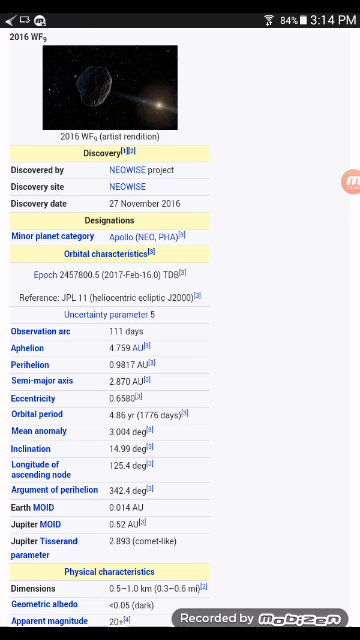 84% 3:14 PM
2016 WF9
2016 WF9 (artist rendition)
Discovery[1][2]
Discovered by NEOWISE project
Discovery site NEOWISE
Discovery date 27 November 2016
Designations
Minor planet category Apollo (NEO, PHA)[3]
Orbital characteristics[3]
Epoch 2457800.5 (2017-Feb-16.0) TDB[3]
Reference: JPL 11 (heliocentric ecliptic J2000)[3]
Uncertainty parameter 5
Observation arc 111 days
Aphelion 4.759 AU[3]
Perihelion 0.9817 AU[3]
Semi-major axis 2.870 AU[3]
Eccentricity 0.6580[3]
Orbital period 4.86 yr (1776 days)[3]
Mean anomaly 3.004 deg[3]
Inclination 14.99 deg[3]
Longitude of
ascending node 125.4 deg[3]
Argument of perihelion 342.4 deg[3]
Earth MOID 0.014 AU
Jupiter MOID 0.52 AU[3]
Jupiter Tisserand
parameter 2.893 (comet-like)
Physical characteristics
Dimensions 0.5–1.0 km (0.3–0.6 mi)[2]
Geometric albedo <0.05 (dark)
Apparent magnitude 20+[4]
Recorded by mobizen